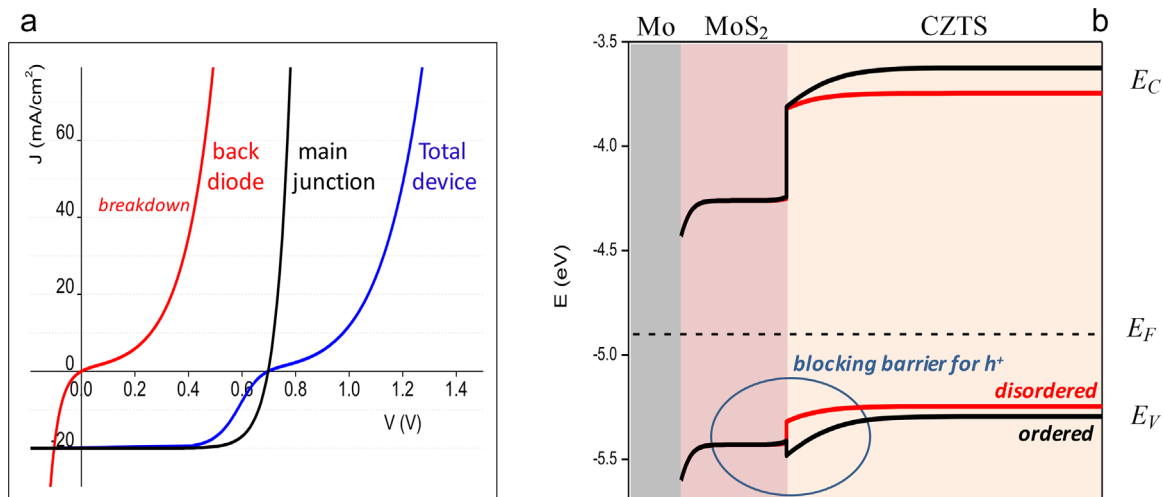 a
J (mA/cm²)
60
40
20
0
-20
0.0
0.2
0.4
0.6
0.8
1.0
1.2
1.4
V (V)
breakdown
back
diode
main
junction
Total
device
b
Mo
MoS₂
CZTS
E (eV)
-3.5
-4.0
-4.5
-5.0
-5.5
E_C
E_F
E_V
blocking barrier for h⁺
disordered
ordered